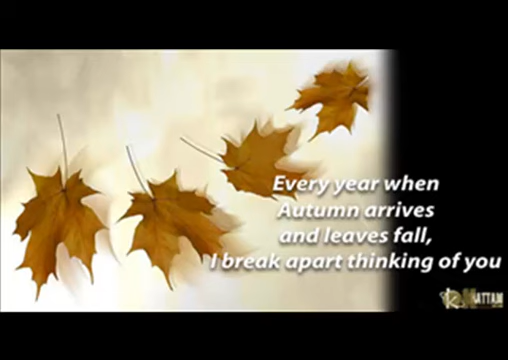 Every year when
Autumn arrives
and leaves fall,
I break apart thinking of you